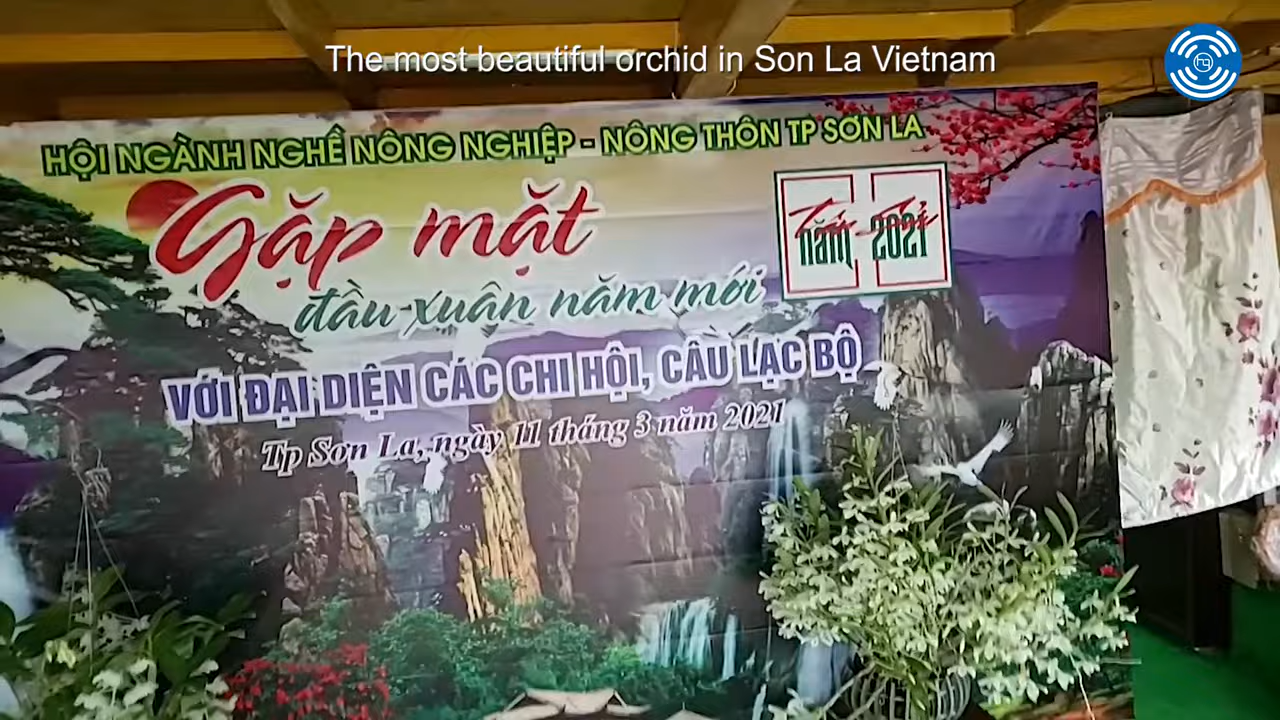 The most beautiful orchid in Son La Vietnam
HỘI NGÀNH NGHỀ NÔNG NGHIỆP - NÔNG THÔN TP SƠN LA
Gặp mặt
năm 2021
đầu xuân năm mới
VỚI ĐẠI DIỆN CÁC CHI HỘI, CÂU LẠC BỘ
Tp Sơn La, ngày 11 tháng 3 năm 2021